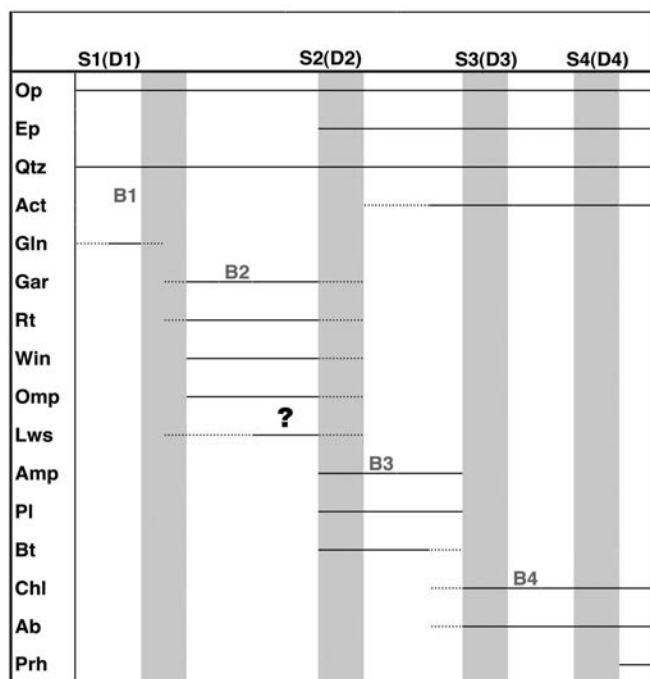 S1(D1) S2(D2) S3(D3) S4(D4)
Op
Ep
Qtz
B1
Act
Gln
B2
Gar
Rt
Win
Omp
?
Lws
B3
Amp
Pl
Bt
B4
Chl
Ab
Prh